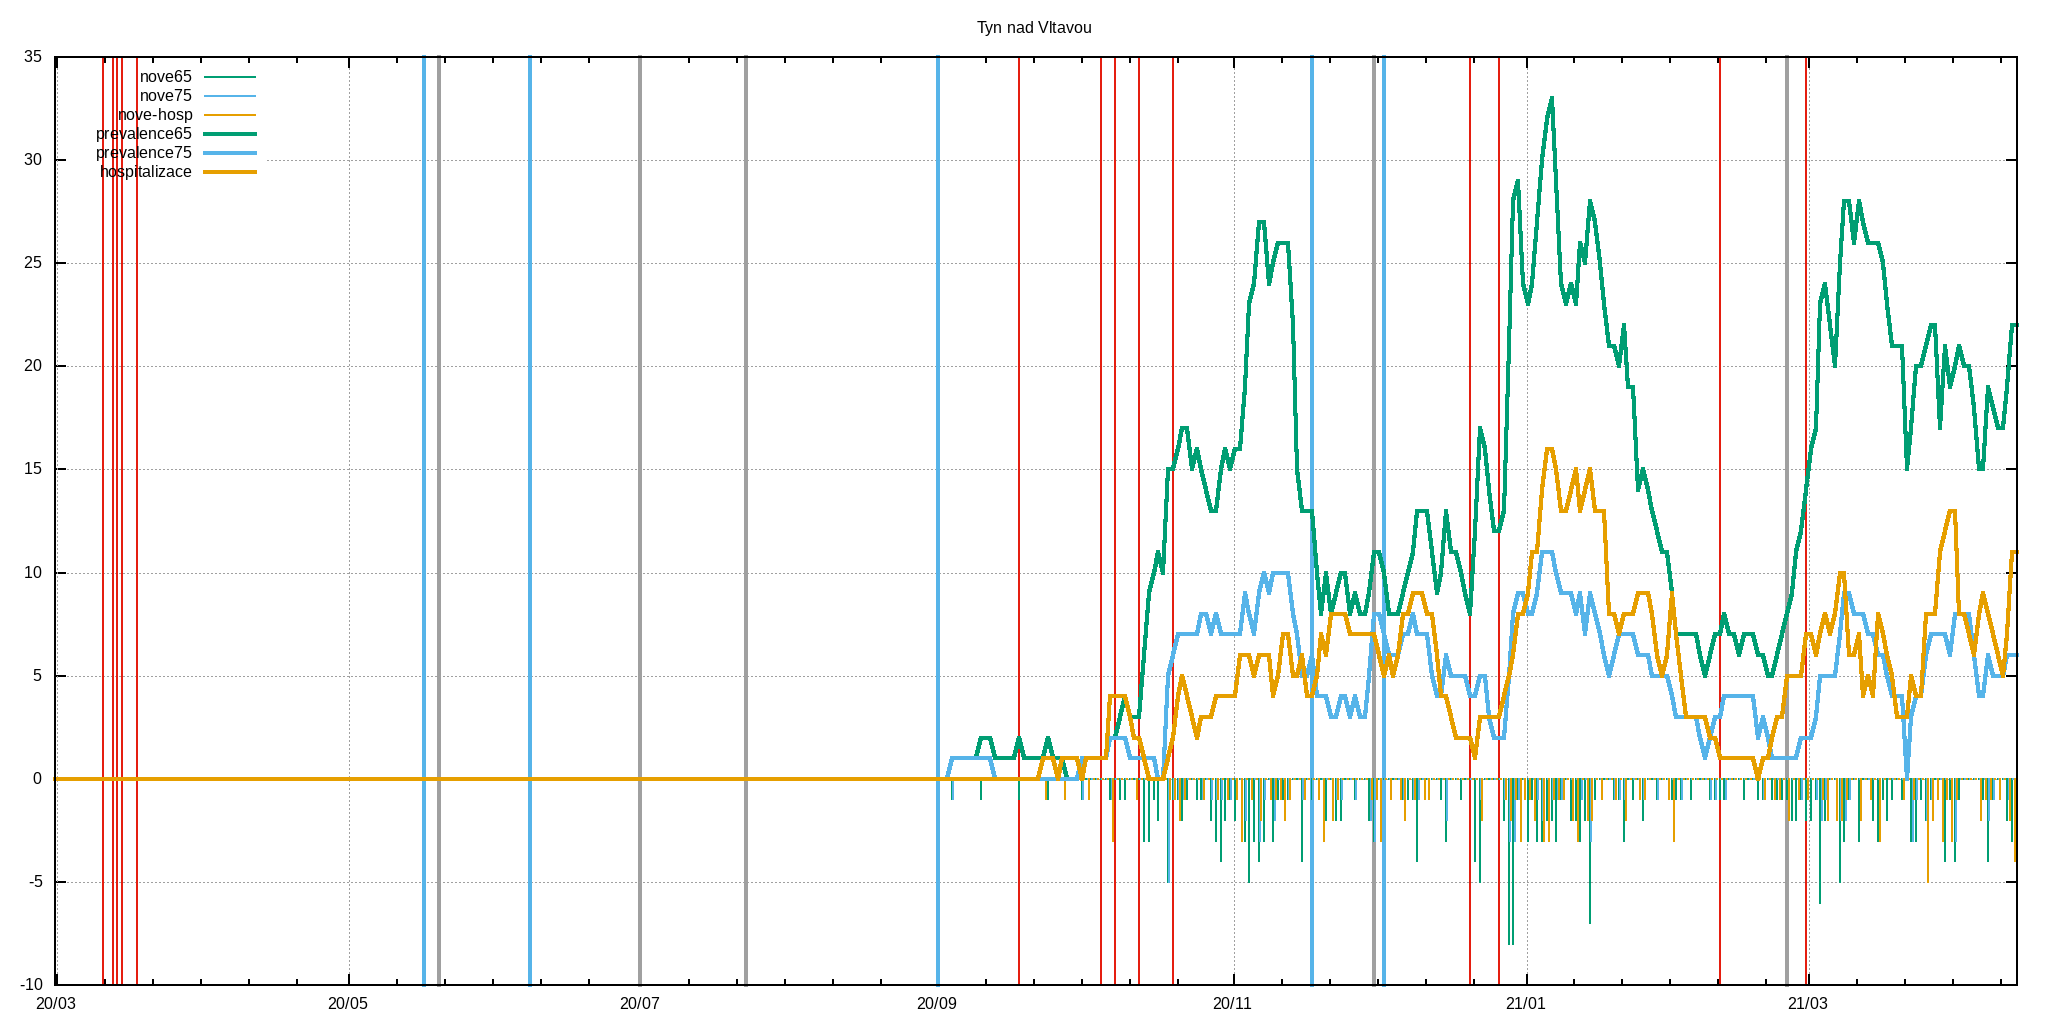 Tyn nad Vltavou
35
nove65
nove75
nove-hosp
prevalence65
prevalence75
hospitalizace
30
25
20
15
10
5
0
-5
-10
20/03 20/05 20/07 20/09 20/11 21/01 21/03